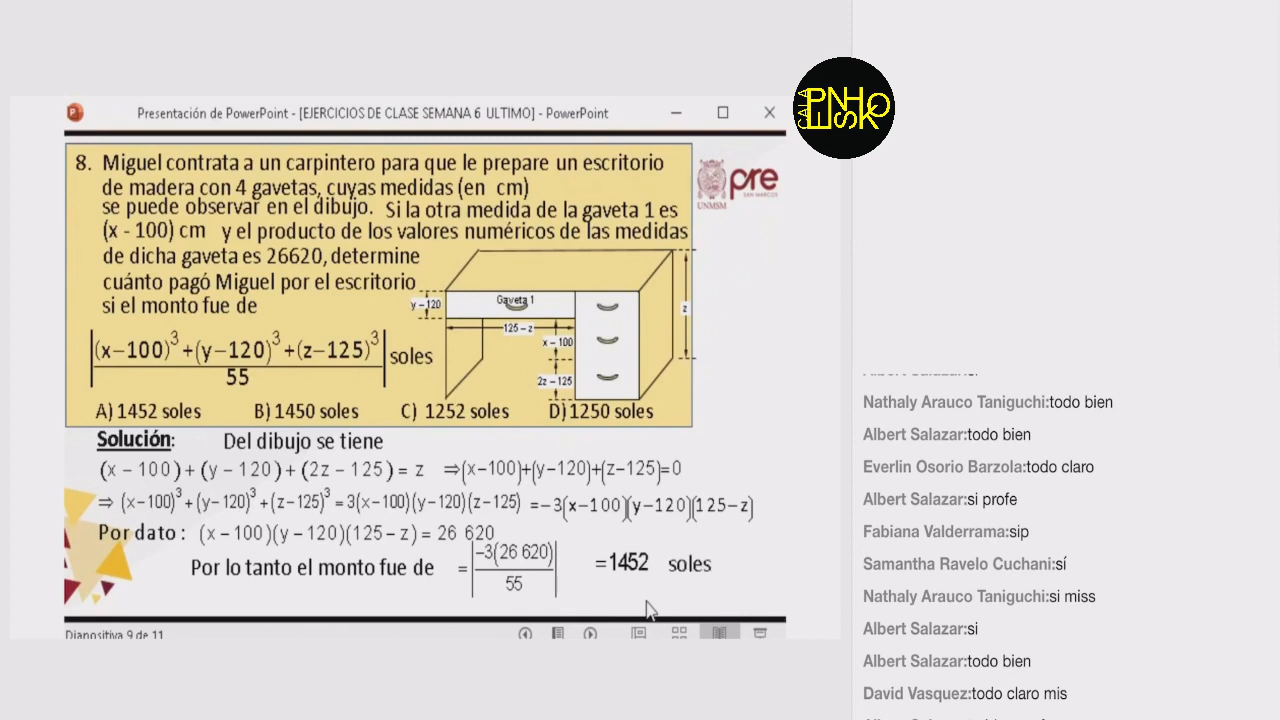 Presentación de PowerPoint - [EJERCICIOS DE CLASE SEMANA 6 ULTIMO] - PowerPoint
8. Miguel contrata a un carpintero para que le prepare un escritorio
de madera con 4 gavetas, cuyas medidas (en cm)
se puede observar en el dibujo. Si la otra medida de la gaveta 1 es
(x - 100) cm y el producto de los valores numéricos de las medidas
de dicha gaveta es 26620, determine
cuánto pagó Miguel por el escritorio
si el monto fue de
|((x−100)³+(y−120)³+(z−125)³)/55| soles
Gaveta 1
y − 120
125 − z
x − 100
2z − 125
z
A) 1452 soles B) 1450 soles C) 1252 soles D) 1250 soles
pre
SAN MARCOS
UNMSM
Solución: Del dibujo se tiene
(x − 100) + (y − 120) + (2z − 125) = z ⇒(x−100)+(y−120)+(z−125)=0
⇒ (x−100)³+(y−120)³+(z−125)³ = 3(x−100)(y−120)(z−125) =−3(x−100)(y−120)(125−z)
Por dato: (x − 100)(y − 120)(125 − z) = 26 620
Por lo tanto el monto fue de = |−3(26 620)/55| =1452 soles
Diapositiva 9 de 11
Nathaly Arauco Taniguchi:todo bien
Albert Salazar:todo bien
Everlin Osorio Barzola:todo claro
Albert Salazar:si profe
Fabiana Valderrama:sip
Samantha Ravelo Cuchani:sí
Nathaly Arauco Taniguchi:si miss
Albert Salazar:si
Albert Salazar:todo bien
David Vasquez:todo claro mis